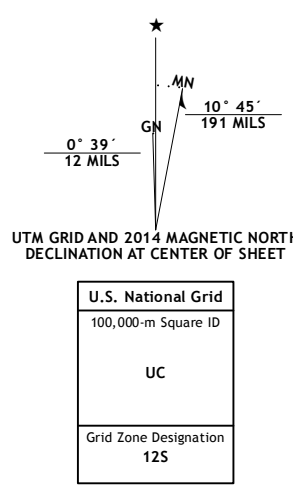 ★
MN
GN
0° 39´
12 MILS
10° 45´
191 MILS
UTM GRID AND 2014 MAGNETIC NORTH
DECLINATION AT CENTER OF SHEET
U.S. National Grid
100,000-m Square ID
UC
Grid Zone Designation
12S